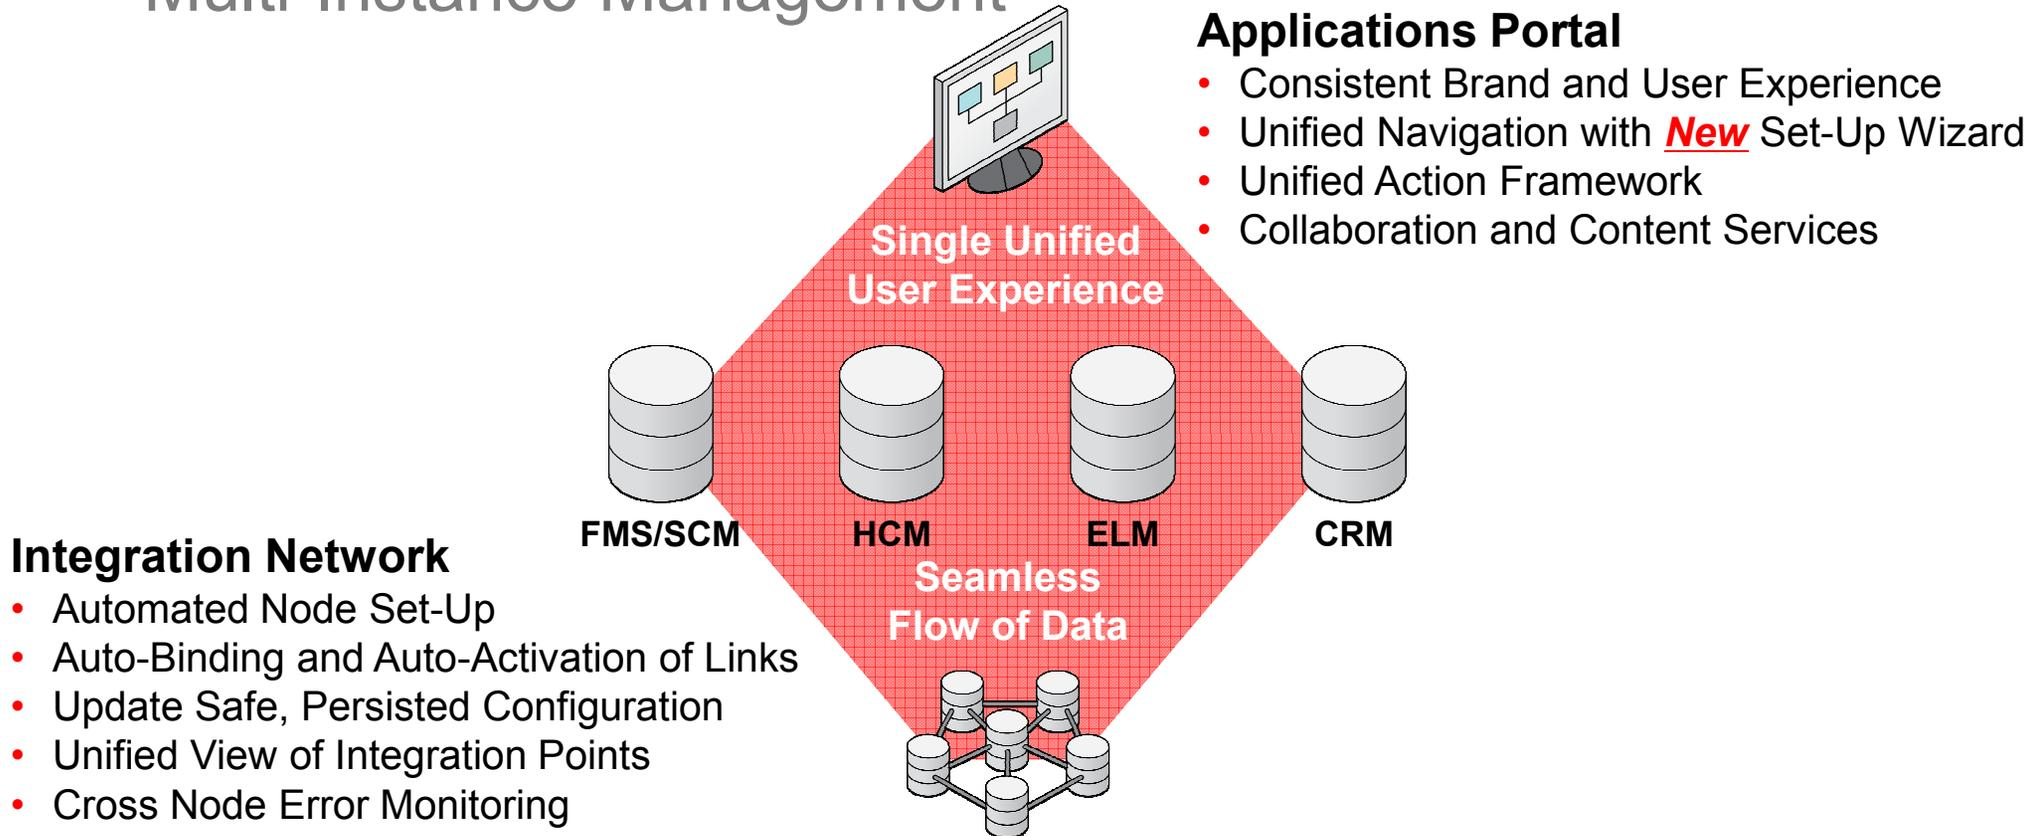 Multi-Instance Management
Applications Portal
• Consistent Brand and User Experience
• Unified Navigation with New Set-Up Wizard
• Unified Action Framework
• Collaboration and Content Services
Single Unified
User Experience
FMS/SCM
HCM
ELM
CRM
Seamless
Flow of Data
Integration Network
• Automated Node Set-Up
• Auto-Binding and Auto-Activation of Links
• Update Safe, Persisted Configuration
• Unified View of Integration Points
• Cross Node Error Monitoring